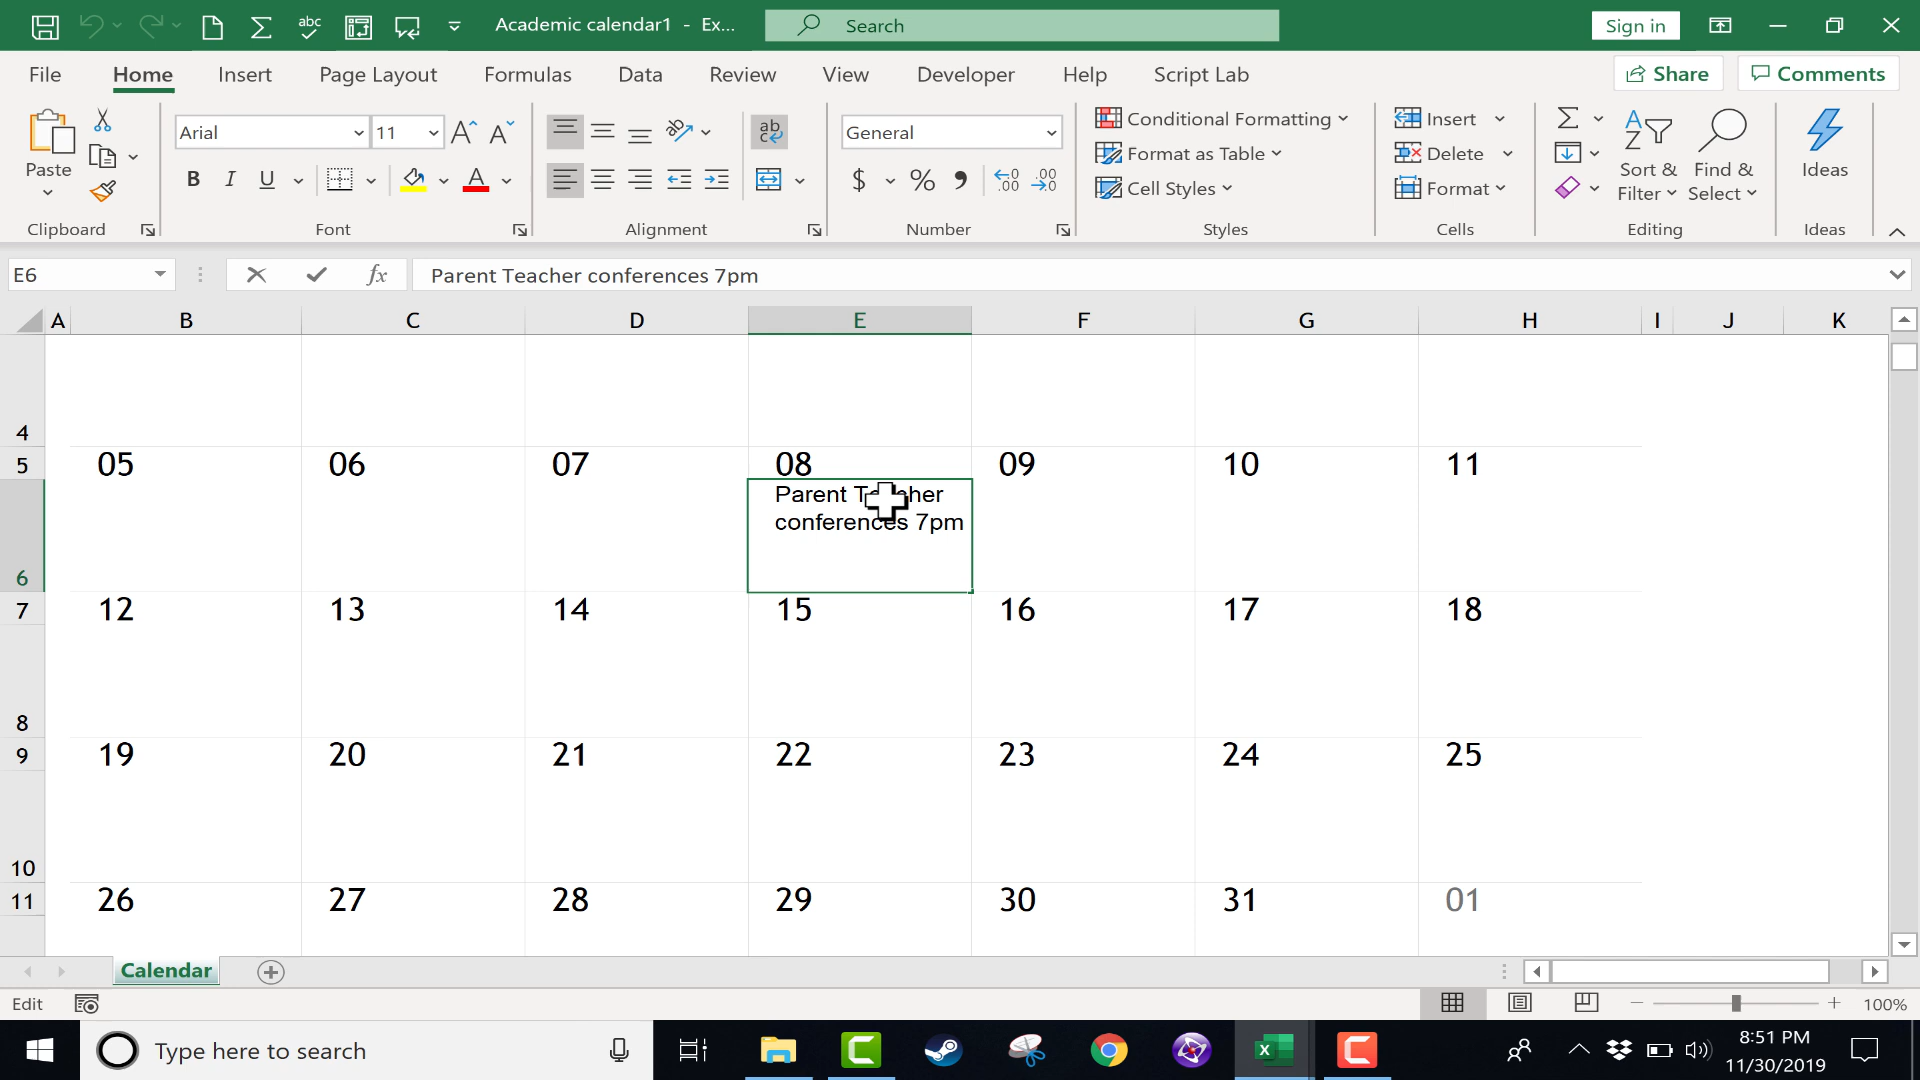 abc
Academic calendar1 - Ex...
Search
Sign in
File Home Insert Page Layout Formulas Data Review View Developer Help Script Lab
Share
Comments
Paste
Clipboard
Arial 11
B I U
Font
ab
Alignment
General
$ % 9
Number
Conditional Formatting
Format as Table
Cell Styles
Styles
Insert
Delete
Format
Cells
Sort & Filter
Find & Select
Editing
Ideas
Ideas
E6 fx Parent Teacher conferences 7pm
A B C D E F G H I J K
4
5 05 06 07 08 09 10 11
Parent Teacher
conferences 7pm
6
7 12 13 14 15 16 17 18
8
9 19 20 21 22 23 24 25
10
11 26 27 28 29 30 31 01
Calendar
Edit 100%
Type here to search
8:51 PM
11/30/2019